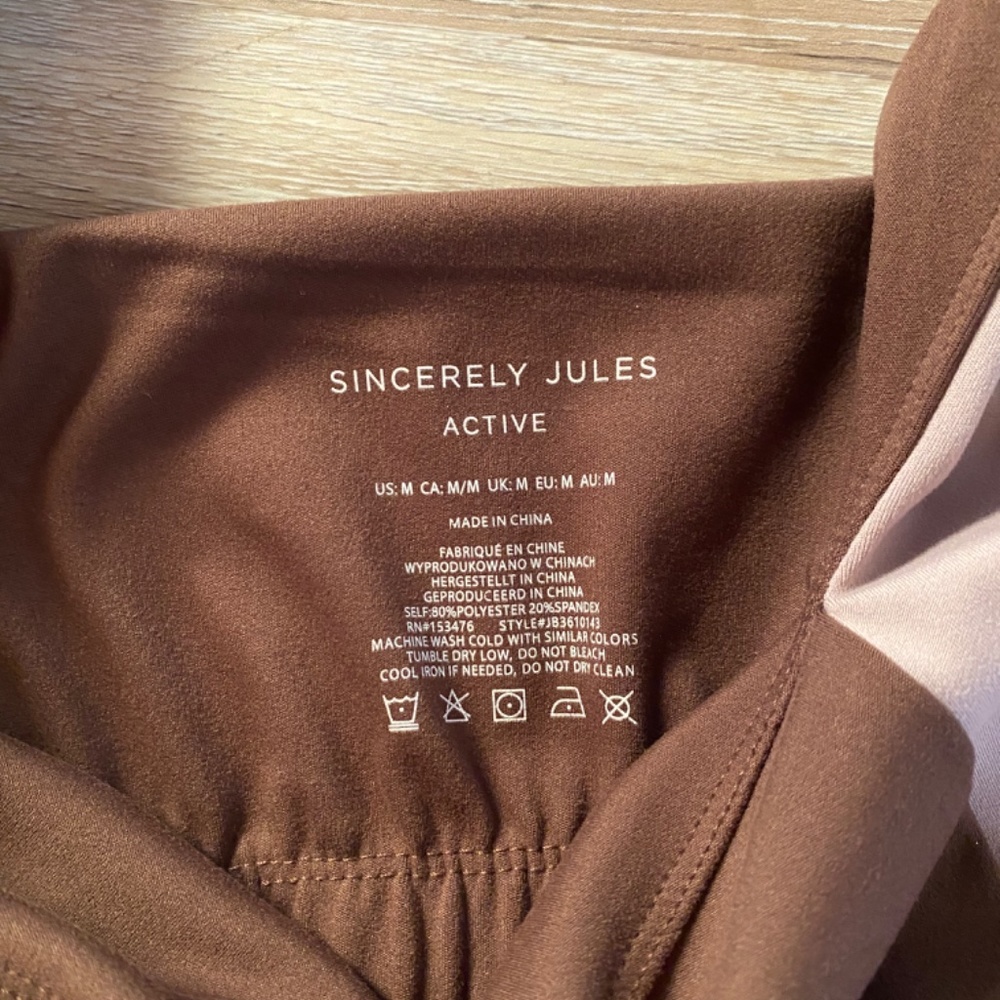 SINCERELY JULES
ACTIVE
US: M CA: M/M UK: M EU: M AU: M
MADE IN CHINA
FABRIQUÉ EN CHINE
WYPRODUKOWANO W CHINACH
HERGESTELLT IN CHINA
GEPRODUCEERD IN CHINA
SELF:80%POLYESTER 20%SPANDEX
RN#153476 STYLE#JB3610143
MACHINE WASH COLD WITH SIMILAR COLORS
TUMBLE DRY LOW, DO NOT BLEACH
COOL IRON IF NEEDED, DO NOT DRY CLEAN